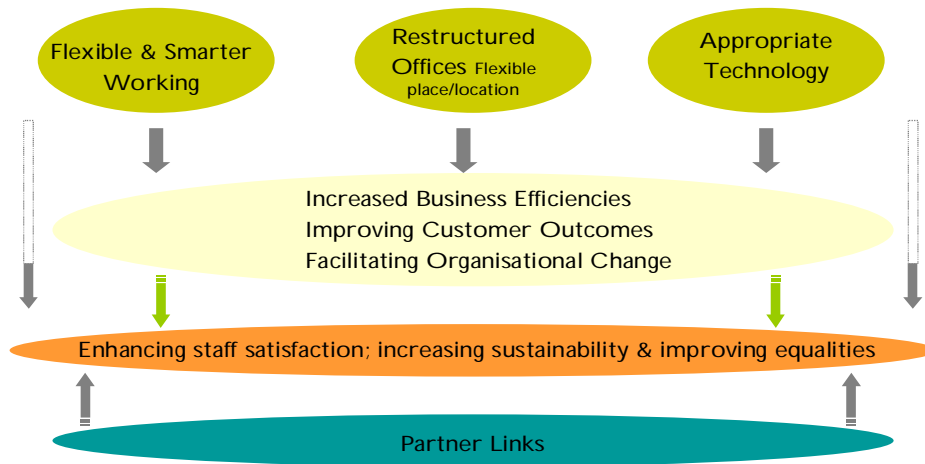 Flexible & Smarter
Working
Restructured
Offices Flexible
place/location
Appropriate
Technology
Increased Business Efficiencies
Improving Customer Outcomes
Facilitating Organisational Change
Enhancing staff satisfaction; increasing sustainability & improving equalities
Partner Links